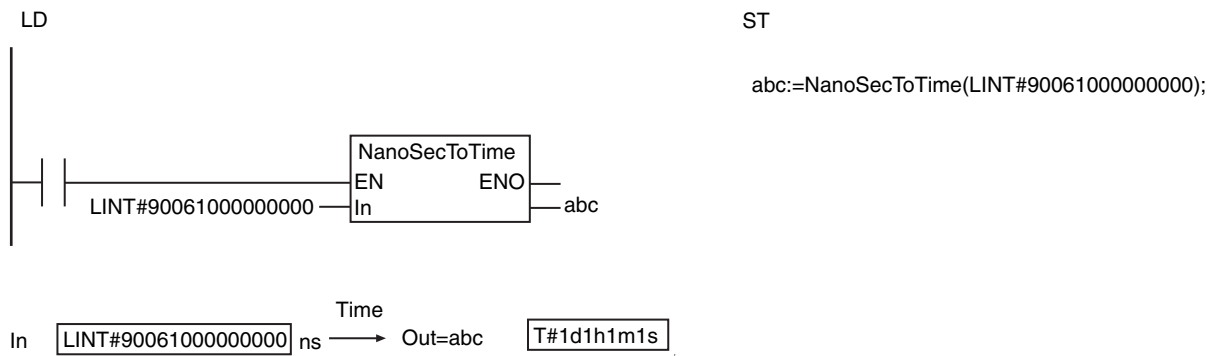 LD
ST
abc:=NanoSecToTime(LINT#90061000000000);
NanoSecToTime
EN ENO
LINT#90061000000000 In abc
Time
In LINT#90061000000000 ns Out=abc T#1d1h1m1s